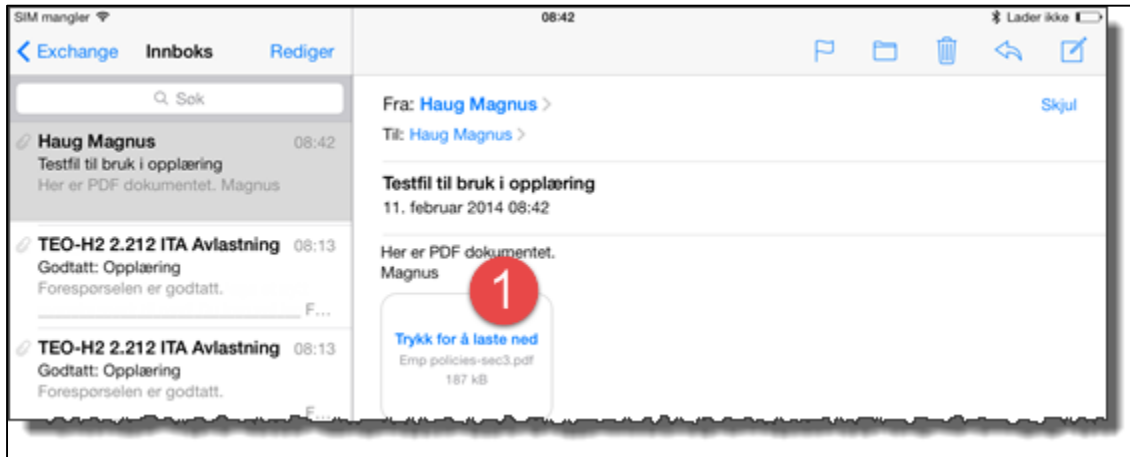 SIM mangler
08:42
Lader ikke
Exchange Innboks Rediger
Søk
Haug Magnus 08:42
Testfil til bruk i opplæring
Her er PDF dokumentet. Magnus
TEO-H2 2.212 ITA Avlastning 08:13
Godtatt: Opplæring
Forespørselen er godtatt.
F...
TEO-H2 2.212 ITA Avlastning 08:13
Godtatt: Opplæring
Forespørselen er godtatt.
F...
Fra: Haug Magnus >
Skjul
Til: Haug Magnus >
Testfil til bruk i opplæring
11. februar 2014 08:42
Her er PDF dokumentet.
Magnus
1
Trykk for å laste ned
Emp policies-sec3.pdf
187 kB